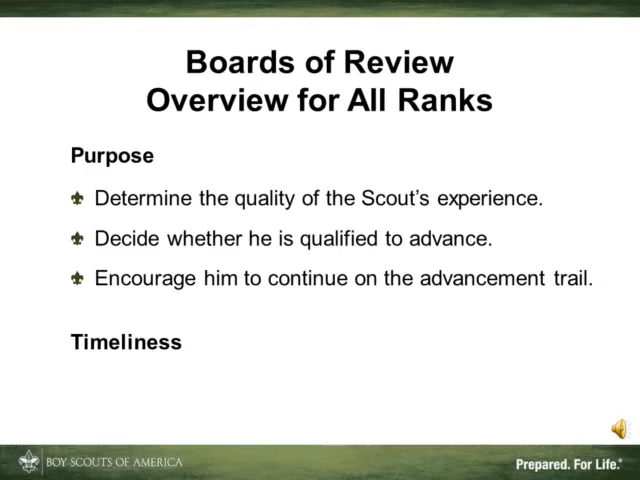 Boards of Review
Overview for All Ranks
Purpose
Determine the quality of the Scout’s experience.
Decide whether he is qualified to advance.
Encourage him to continue on the advancement trail.
Timeliness
BOY SCOUTS OF AMERICA
Prepared. For Life.®